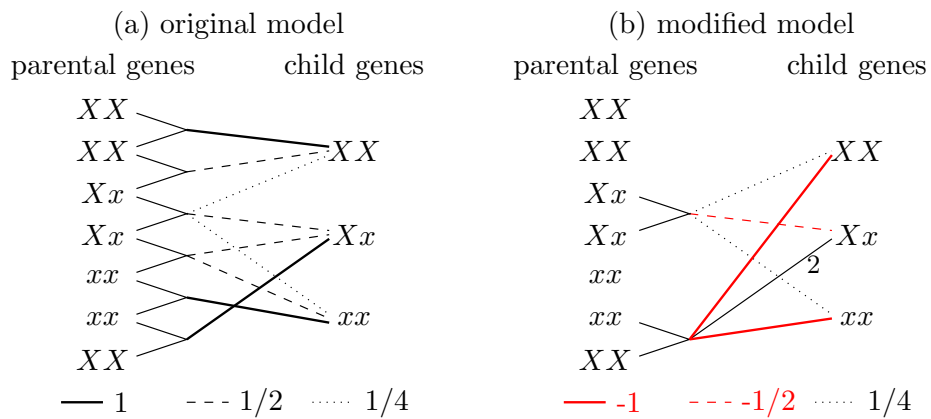 (a) original model
parental genes child genes
XX
XX
Xx
Xx
xx
xx
XX
XX
Xx
xx
1 1/2 1/4
(b) modified model
parental genes child genes
XX
XX
Xx
Xx
xx
xx
XX
XX
Xx
2
xx
-1 -1/2 1/4